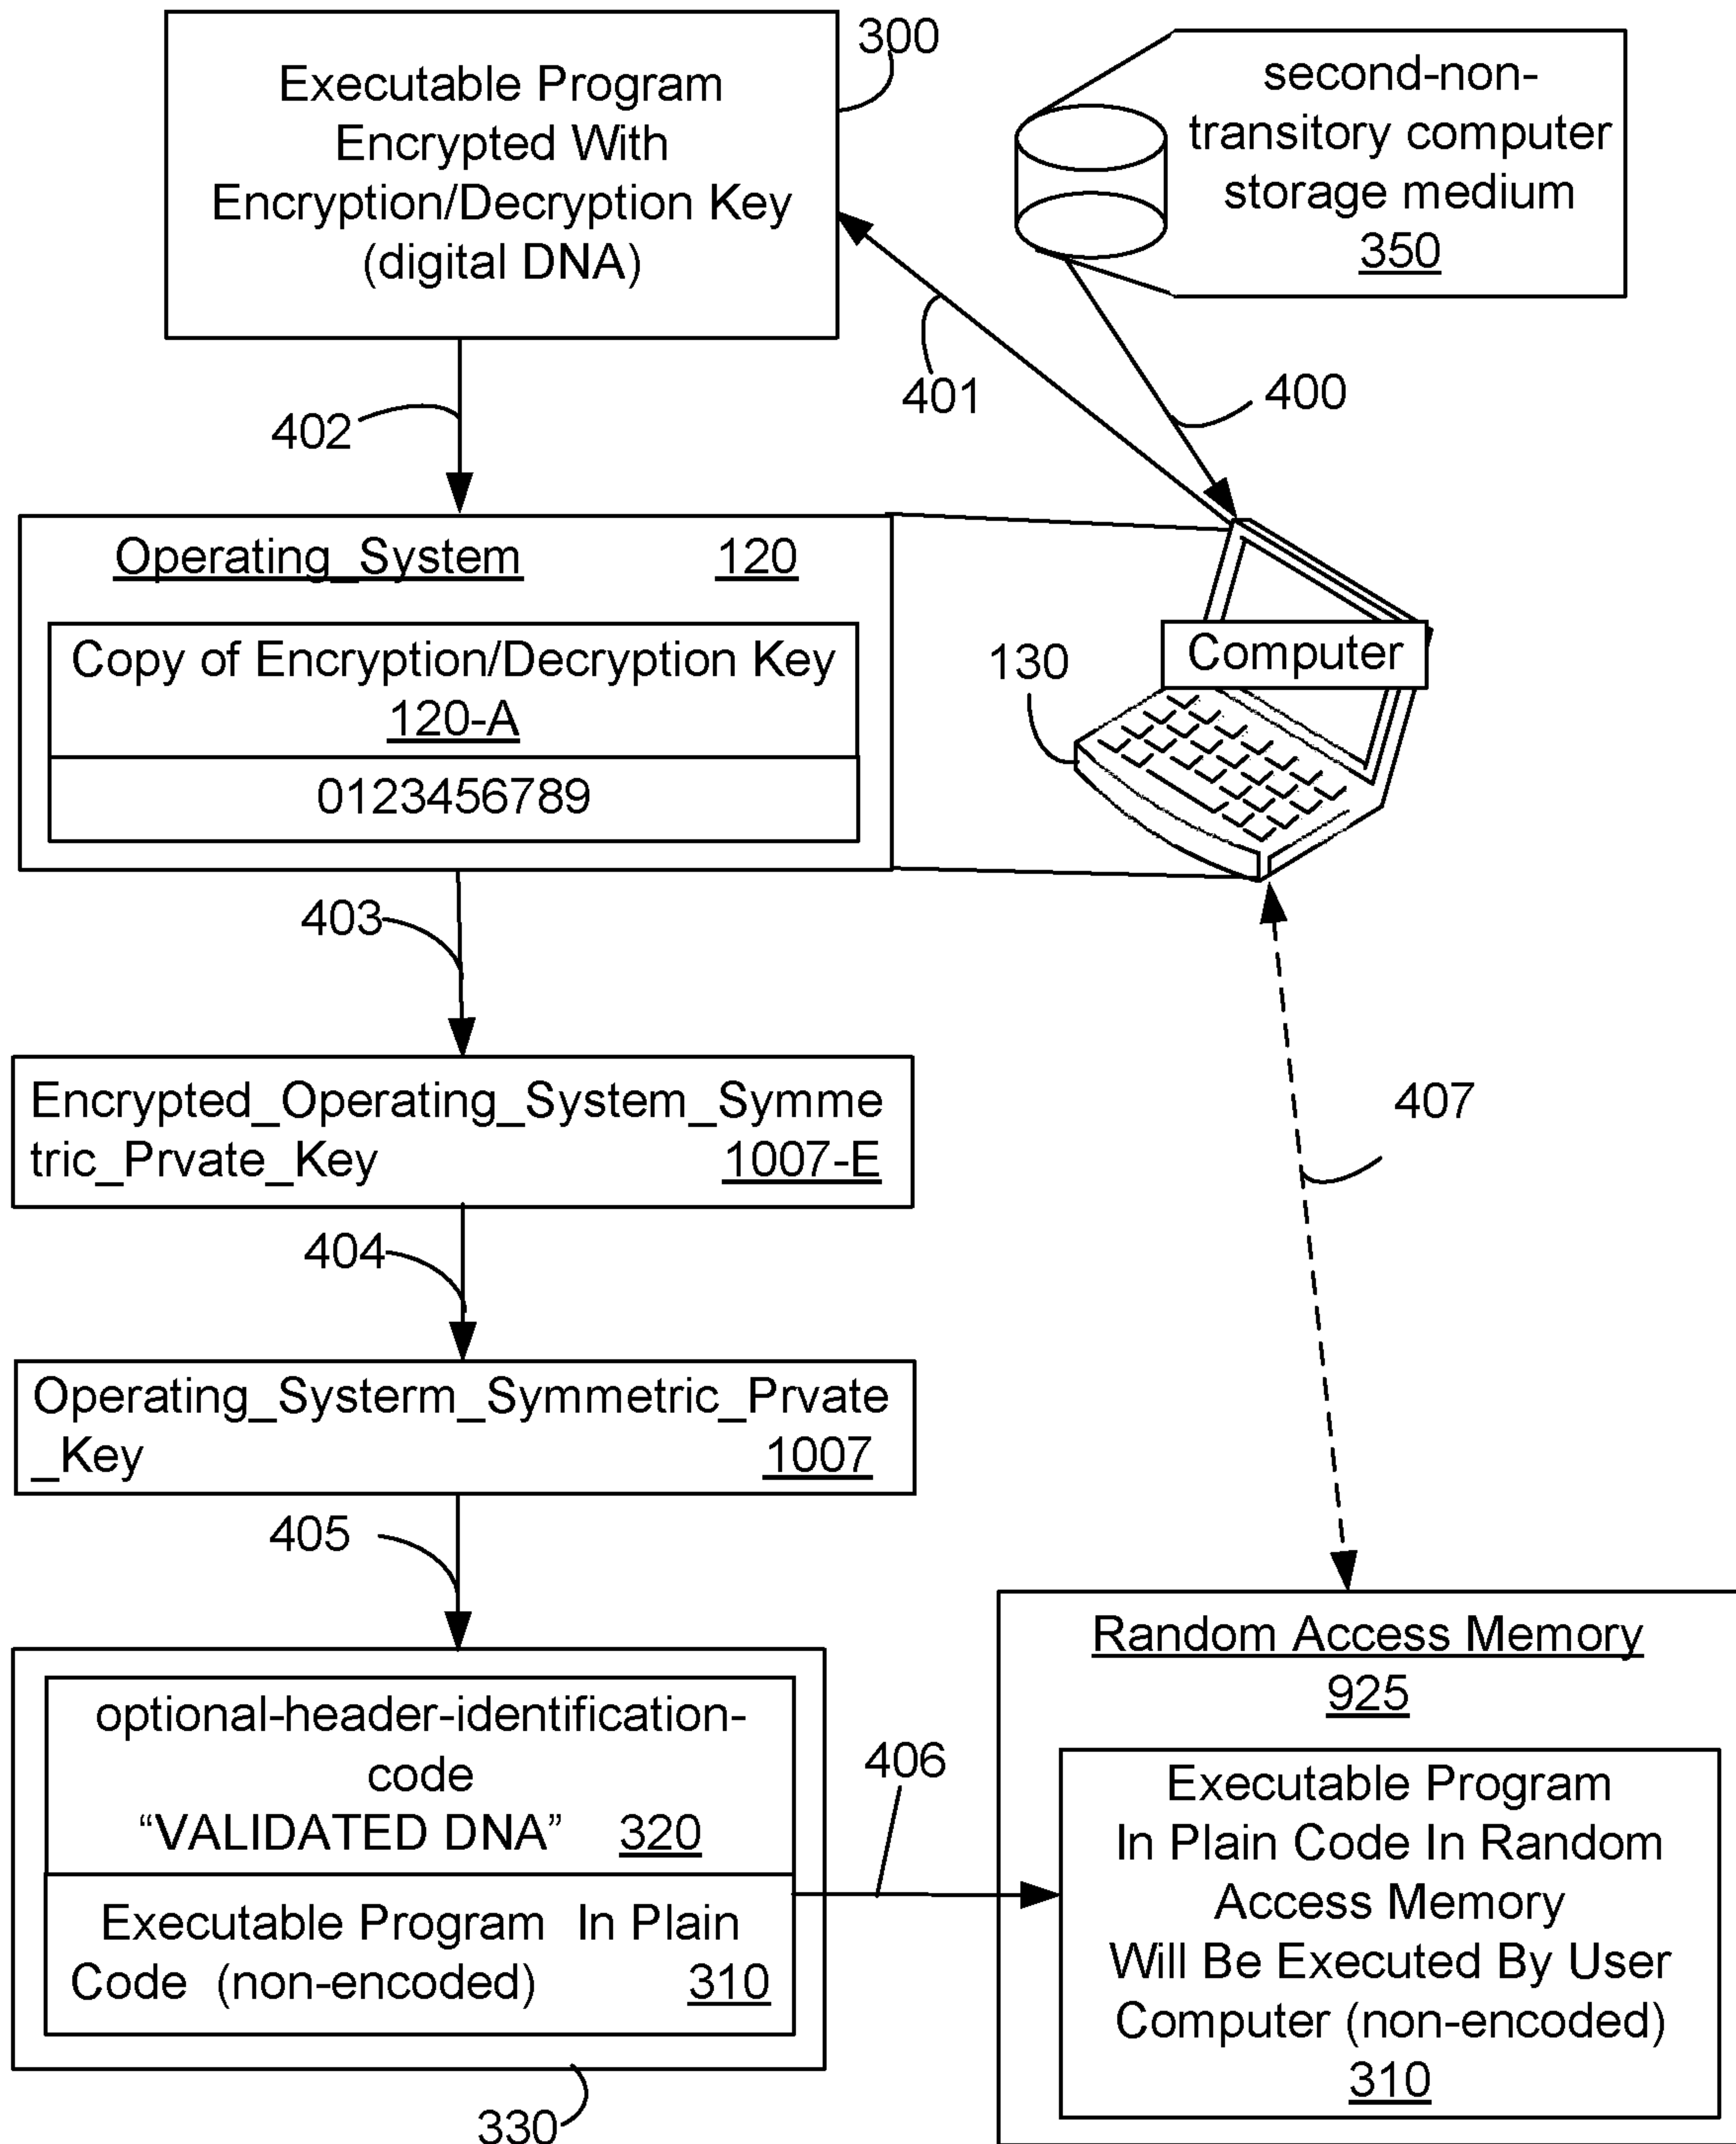 Executable Program
Encrypted With
Encryption/Decryption Key
(digital DNA)
300
second-non-
transitory computer
storage medium
350
401
400
402
Operating_System 120
Copy of Encryption/Decryption Key
120-A
0123456789
Computer
130
403
Encrypted_Operating_System_Symme
tric_Prvate_Key 1007-E
407
404
Operating_Systerm_Symmetric_Prvate
_Key 1007
405
optional-header-identification-
code
“VALIDATED DNA” 320
Executable Program In Plain
Code (non-encoded) 310
330
406
Random Access Memory
925
Executable Program
In Plain Code In Random
Access Memory
Will Be Executed By User
Computer (non-encoded)
310